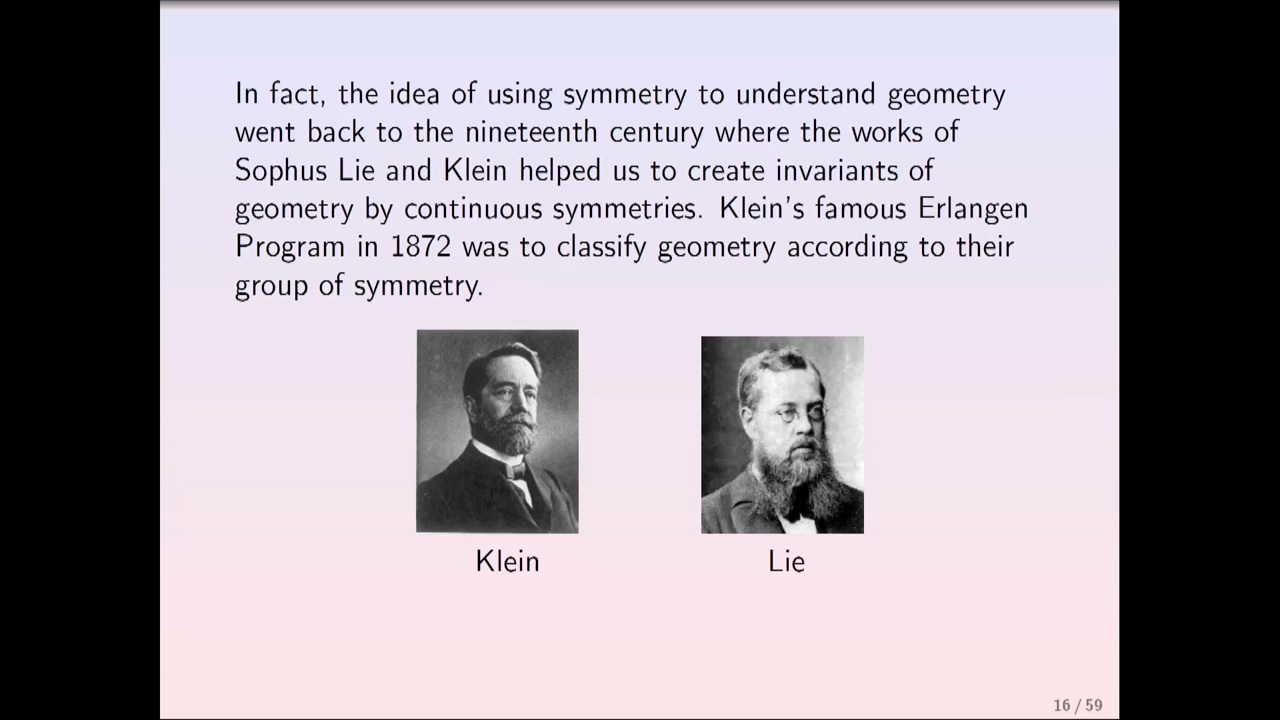 In fact, the idea of using symmetry to understand geometry
went back to the nineteenth century where the works of
Sophus Lie and Klein helped us to create invariants of
geometry by continuous symmetries. Klein's famous Erlangen
Program in 1872 was to classify geometry according to their
group of symmetry.
Klein
Lie
16 / 59